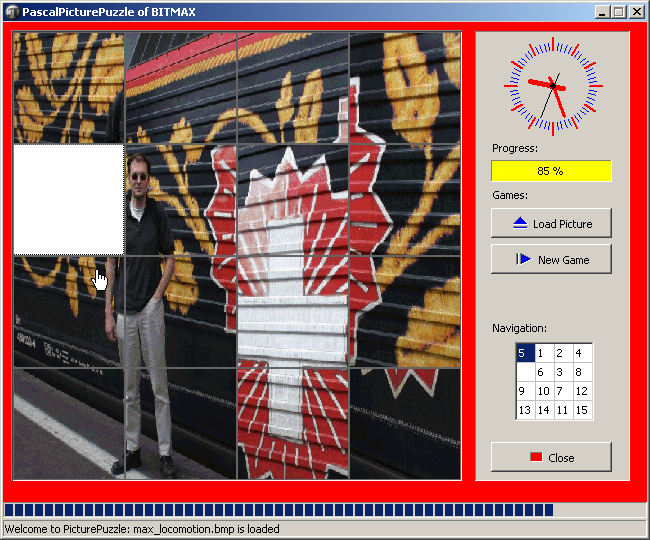 PascalPicturePuzzle of BITMAX
Progress:
85 %
Games:
Load Picture
New Game
Navigation:
5 1 2 4
6 3 8
9 10 7 12
13 14 11 15
Close
Welcome to PicturePuzzle: max_locomotion.bmp is loaded